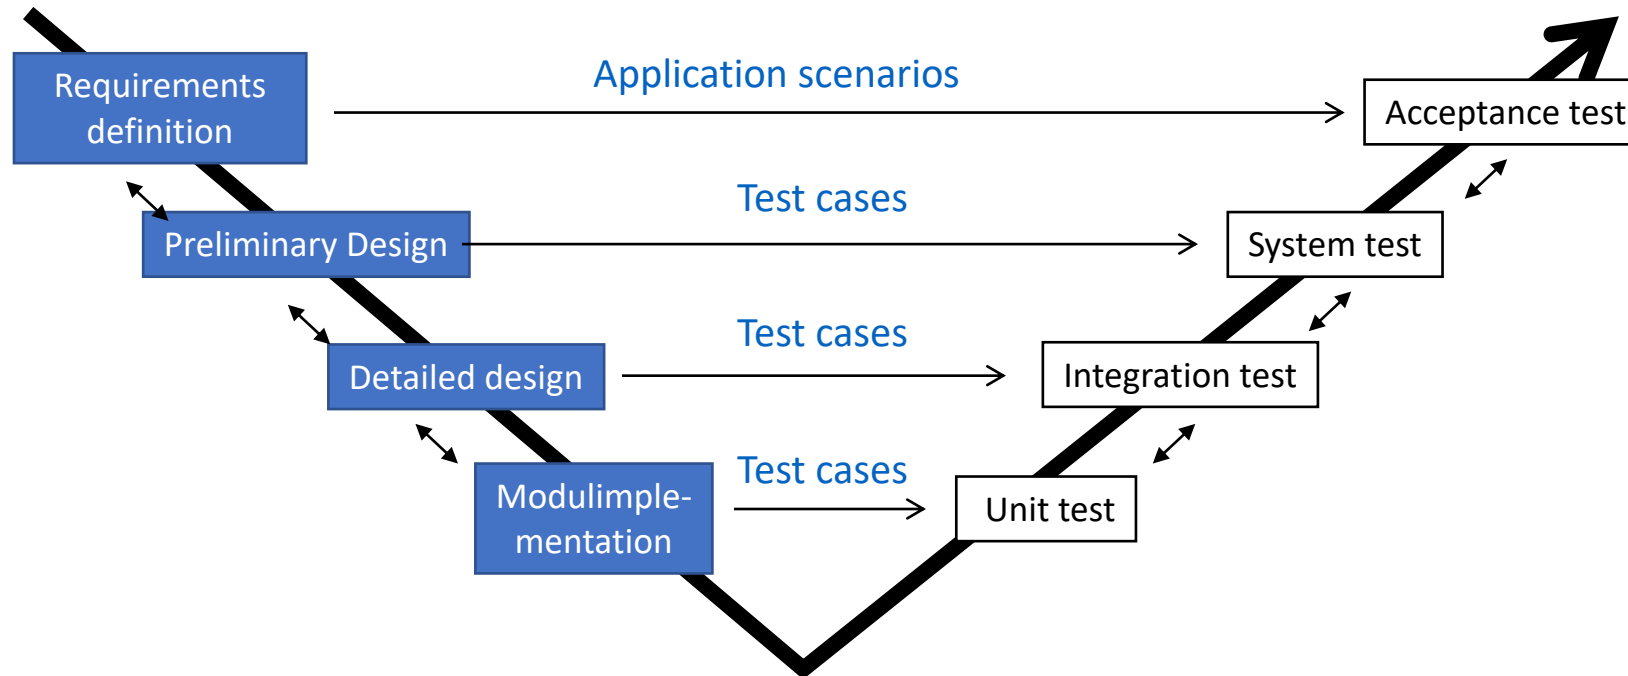 Requirements
definition
Application scenarios
Acceptance test
Preliminary Design
Test cases
System test
Detailed design
Test cases
Integration test
Modulimple-
mentation
Test cases
Unit test